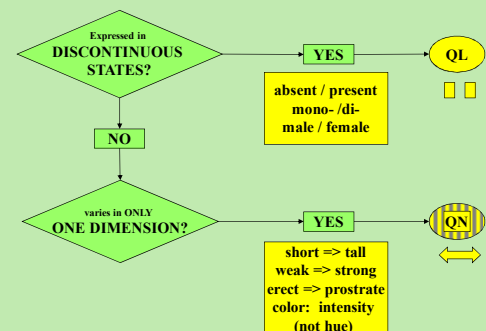 Expressed in
DISCONTINUOUS
STATES?
YES
QL
absent / present
mono- /di-
male / female
NO
varies in ONLY
ONE DIMENSION?
YES
QN
short => tall
weak => strong
erect => prostrate
color: intensity
(not hue)